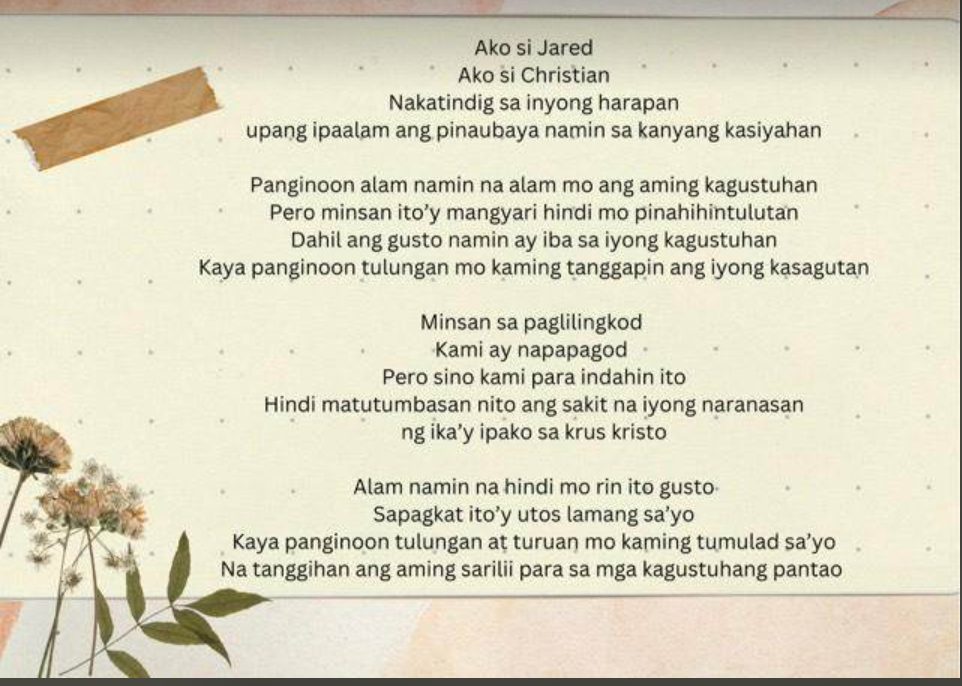 Ako si Jared
Ako si Christian
Nakatindig sa inyong harapan
upang ipaalam ang pinaubaya namin sa kanyang kasiyahan
Panginoon alam namin na alam mo ang aming kagustuhan
Pero minsan ito’y mangyari hindi mo pinahihintulutan
Dahil ang gusto namin ay iba sa iyong kagustuhan
Kaya panginoon tulungan mo kaming tanggapin ang iyong kasagutan
Minsan sa paglilingkod
Kami ay napapagod
Pero sino kami para indahin ito
Hindi matutumbasan nito ang sakit na iyong naranasan
ng ika’y ipako sa krus kristo
Alam namin na hindi mo rin ito gusto
Sapagkat ito’y utos lamang sa’yo
Kaya panginoon tulungan at turuan mo kaming tumulad sa’yo
Na tanggihan ang aming sarilii para sa mga kagustuhang pantao